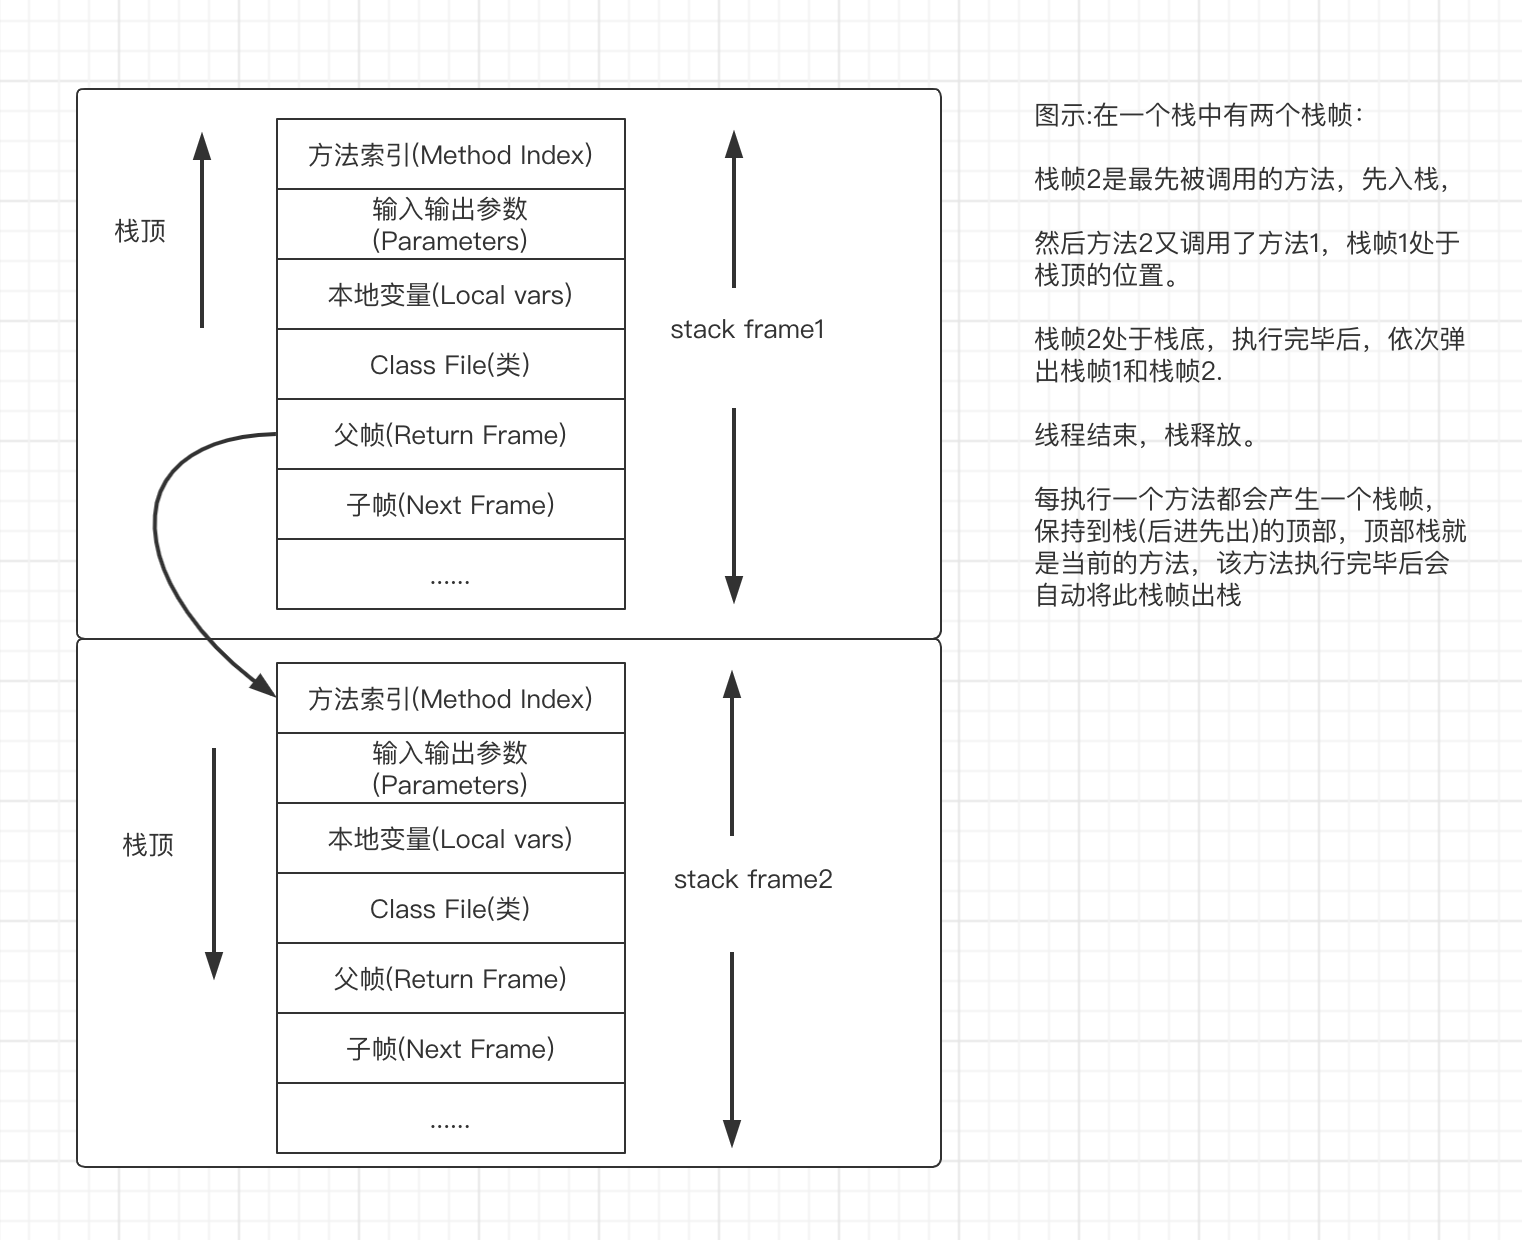 栈顶
方法索引(Method Index)
输入输出参数
(Parameters)
本地变量(Local vars)
Class File(类)
父帧(Return Frame)
子帧(Next Frame)
......
stack frame1
栈顶
方法索引(Method Index)
输入输出参数
(Parameters)
本地变量(Local vars)
Class File(类)
父帧(Return Frame)
子帧(Next Frame)
......
stack frame2
图示:在一个栈中有两个栈帧：
栈帧2是最先被调用的方法，先入栈，
然后方法2又调用了方法1，栈帧1处于
栈顶的位置。
栈帧2处于栈底，执行完毕后，依次弹
出栈帧1和栈帧2.
线程结束，栈释放。
每执行一个方法都会产生一个栈帧，
保持到栈(后进先出)的顶部，顶部栈就
是当前的方法，该方法执行完毕后会
自动将此栈帧出栈